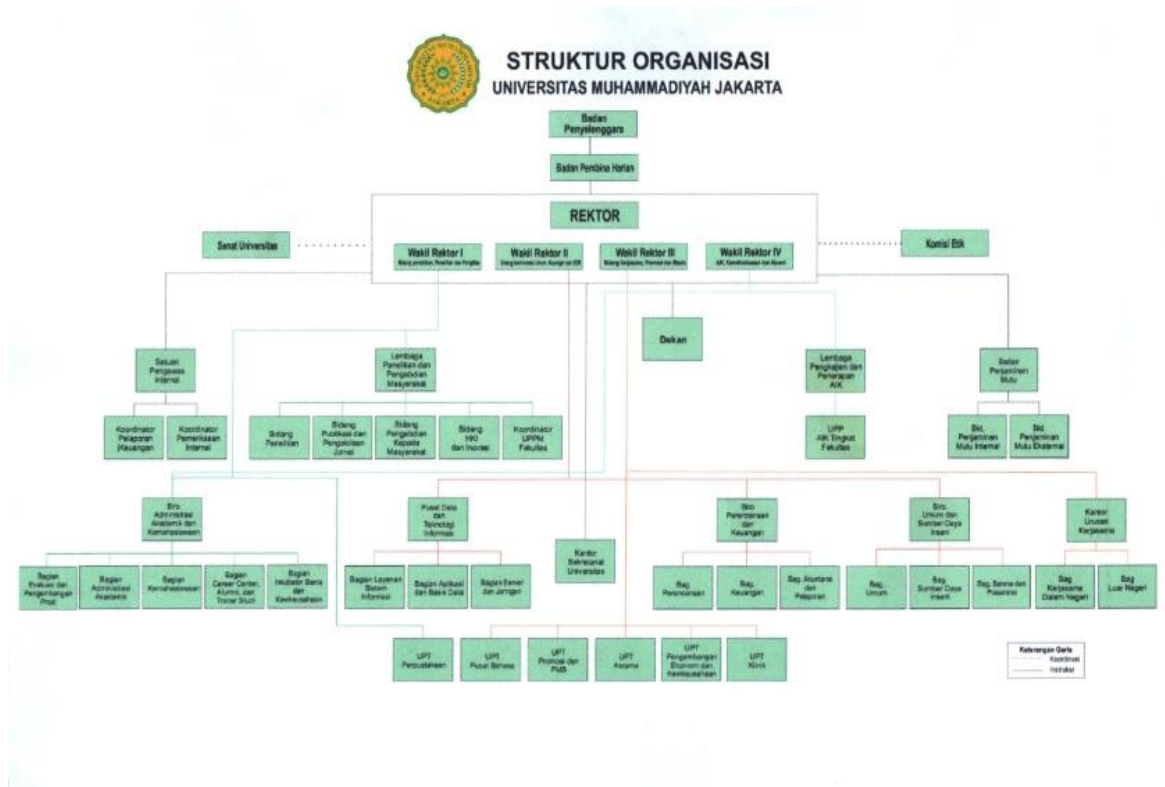 STRUKTUR ORGANISASI
UNIVERSITAS MUHAMMADIYAH JAKARTA
Badan
Penyelenggara
Badan Pembina Harian
REKTOR
Senat Universitas
Komisi Etik
Wakil Rektor I
Wakil Rektor II
Wakil Rektor III
Wakil Rektor IV
Dekan
Satuan
Pengawas
Internal
Lembaga
Penelitian dan
Pengabdian
Masyarakat
Lembaga
Pengkajian dan
Penerapan
AIK
Badan
Penjaminan
Mutu
Koordinator
Pelaporan
Keuangan
Koordinator
Pemeriksaan
Internal
Bidang
Penelitian
Bidang
Publikasi dan
Pengelolaan
Jurnal
Bidang
Pengabdian
Kepada
Masyarakat
Bidang
HKI
dan Inovasi
Koordinator
UPPM
Fakultas
UPP
AIK Tingkat
Fakultas
Bid.
Penjaminan
Mutu Internal
Bid.
Penjaminan
Mutu Eksternal
Biro
Administrasi
Akademik dan
Kemahasiswaan
Pusat Data
dan
Teknologi
Informasi
Kantor
Sekretariat
Universitas
Biro
Perencanaan
dan
Keuangan
Biro
Umum dan
Sumber Daya
Insani
Kantor
Urusan
Kerjasama
Bagian
Evaluasi dan
Pengembangan
Prodi
Bagian
Administrasi
Akademik
Bagian
Kemahasiswaan
Bagian
Career Center,
Alumni, dan
Tracer Studi
Bagian
Inkubator Bisnis
dan
Kewirausahaan
Bagian Layanan
Sistem
Informasi
Bagian Aplikasi
dan Basis Data
Bagian Server
dan Jaringan
Bag.
Perencanaan
Bag.
Keuangan
Bag. Akuntansi
dan
Pelaporan
Bag.
Umum
Bag.
Sumber Daya
Insani
Bag. Sarana dan
Prasarana
Bag
Kerjasama
Dalam Negeri
Bag
Luar Negeri
UPT
Perpustakaan
UPT
Pusat Bahasa
UPT
Promosi dan
PMB
UPT
Asrama
UPT
Pengembangan
Ekonomi dan
Kewirausahaan
UPT
Klinik
Keterangan Garis
Koordinasi
Instruksi